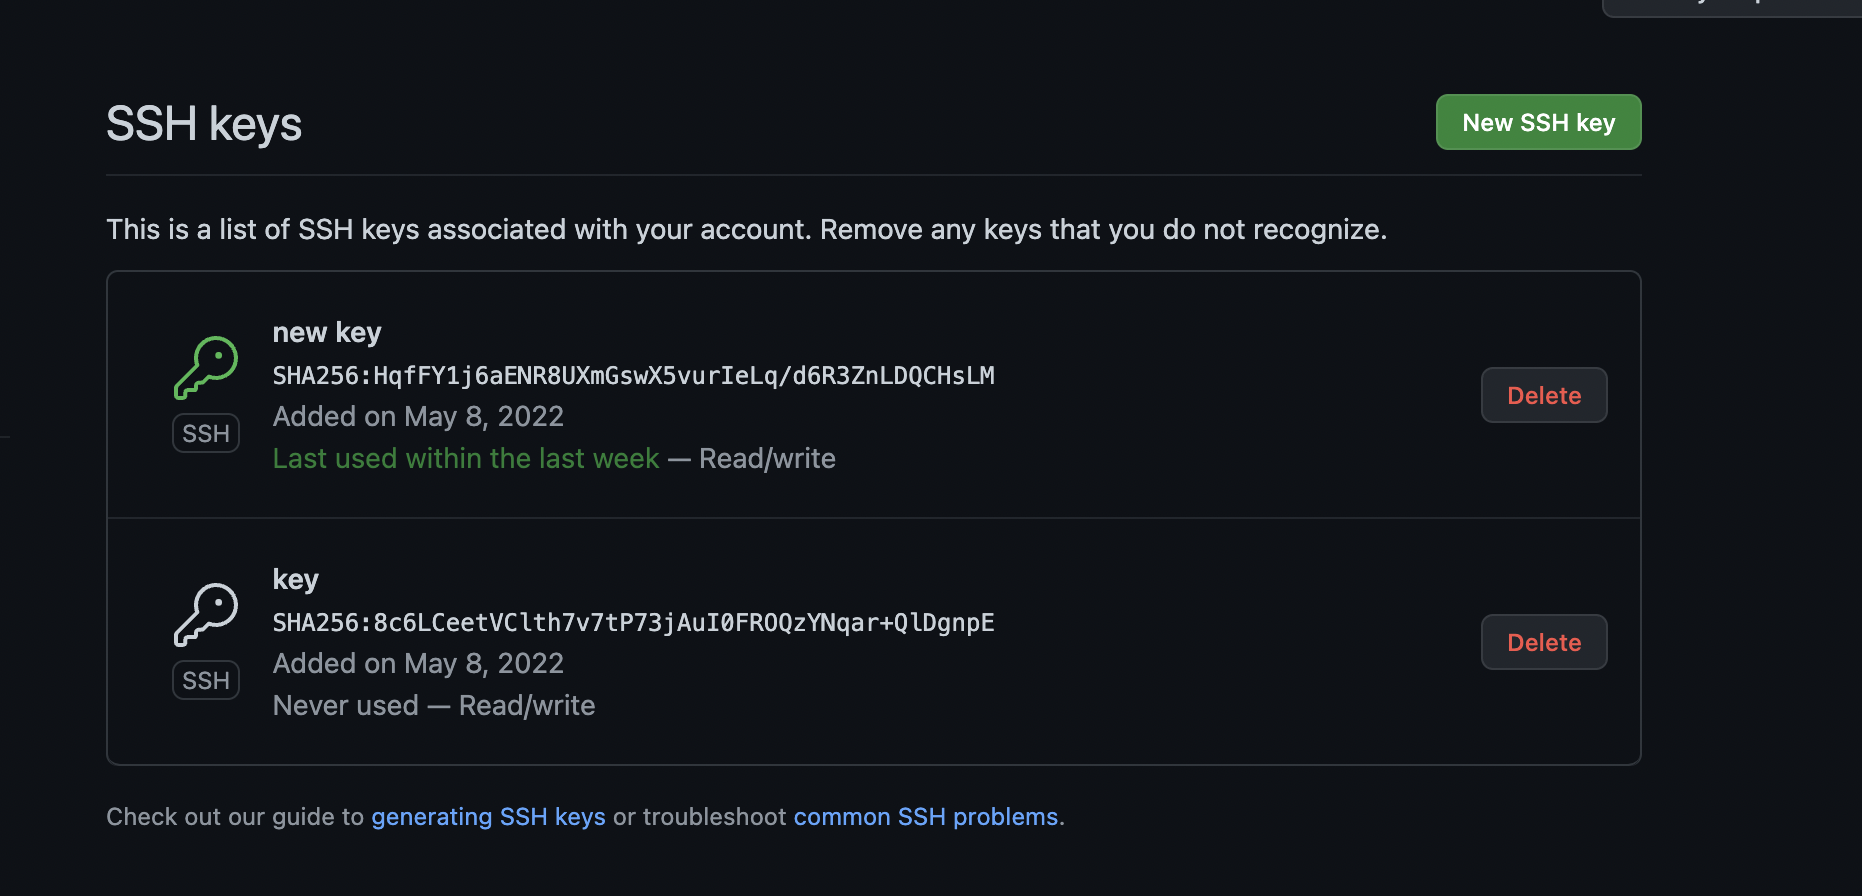 SSH keys
New SSH key
This is a list of SSH keys associated with your account. Remove any keys that you do not recognize.
new key
SHA256:HqfFY1j6aENR8UXmGswX5vurIeLq/d6R3ZnLDQCHsLM
Added on May 8, 2022
Last used within the last week — Read/write
SSH
Delete
key
SHA256:8c6LCeetVClth7v7tP73jAuI0FROQzYNqar+QlDgnpE
Added on May 8, 2022
Never used — Read/write
SSH
Delete
Check out our guide to generating SSH keys or troubleshoot common SSH problems.